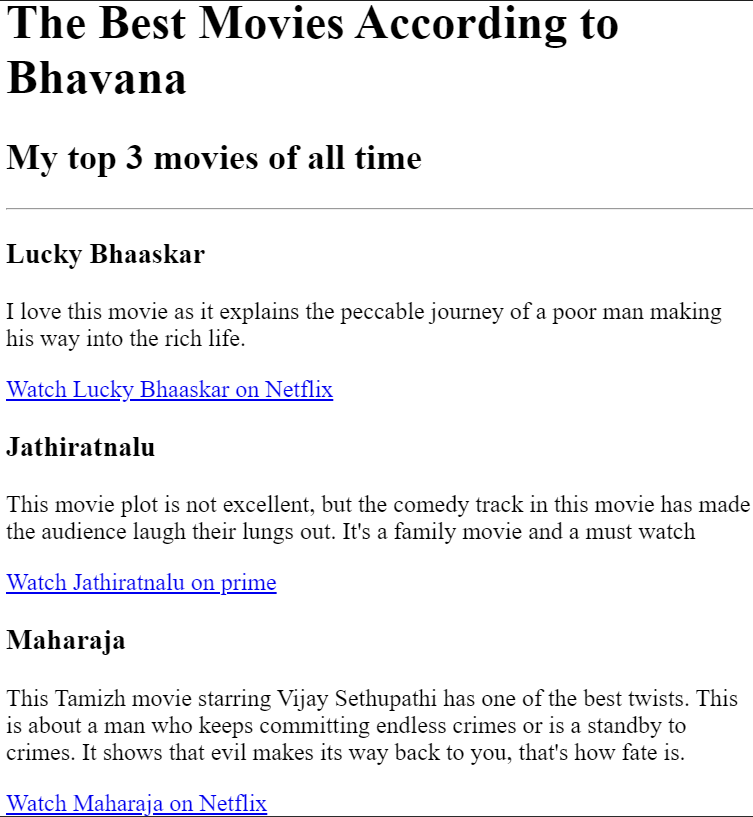 The Best Movies According to
Bhavana
My top 3 movies of all time
Lucky Bhaaskar
I love this movie as it explains the peccable journey of a poor man making
his way into the rich life.
Watch Lucky Bhaaskar on Netflix
Jathiratnalu
This movie plot is not excellent, but the comedy track in this movie has made
the audience laugh their lungs out. It's a family movie and a must watch
Watch Jathiratnalu on prime
Maharaja
This Tamizh movie starring Vijay Sethupathi has one of the best twists. This
is about a man who keeps committing endless crimes or is a standby to
crimes. It shows that evil makes its way back to you, that's how fate is.
Watch Maharaja on Netflix